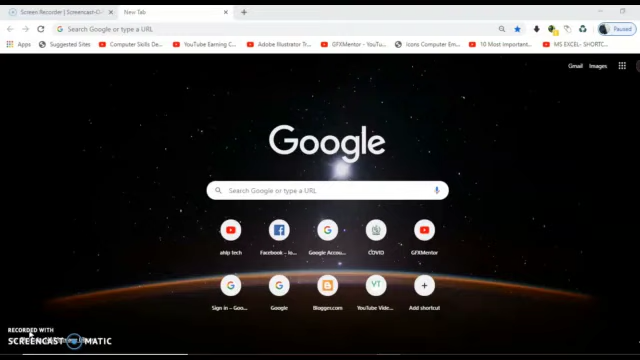 Screen Recorder | Screencast-O-
New Tab
Search Google or type a URL
Paused
Apps
Suggested Sites
Computer Skills De...
YouTube Earning C...
Adobe Illustrator Tr...
GFXMentor - YouTu...
Icons Computer Em...
10 Most Important...
MS EXCEL- SHORTC...
Gmail
Images
Google
Search Google or type a URL
ahlp tech
Facebook – lo...
Google Accou...
COVID
GFXMentor
Sign in – Goo...
Google
Blogger.com
YouTube Vide...
Add shortcut
RECORDED WITH
SCREENCAST MATIC